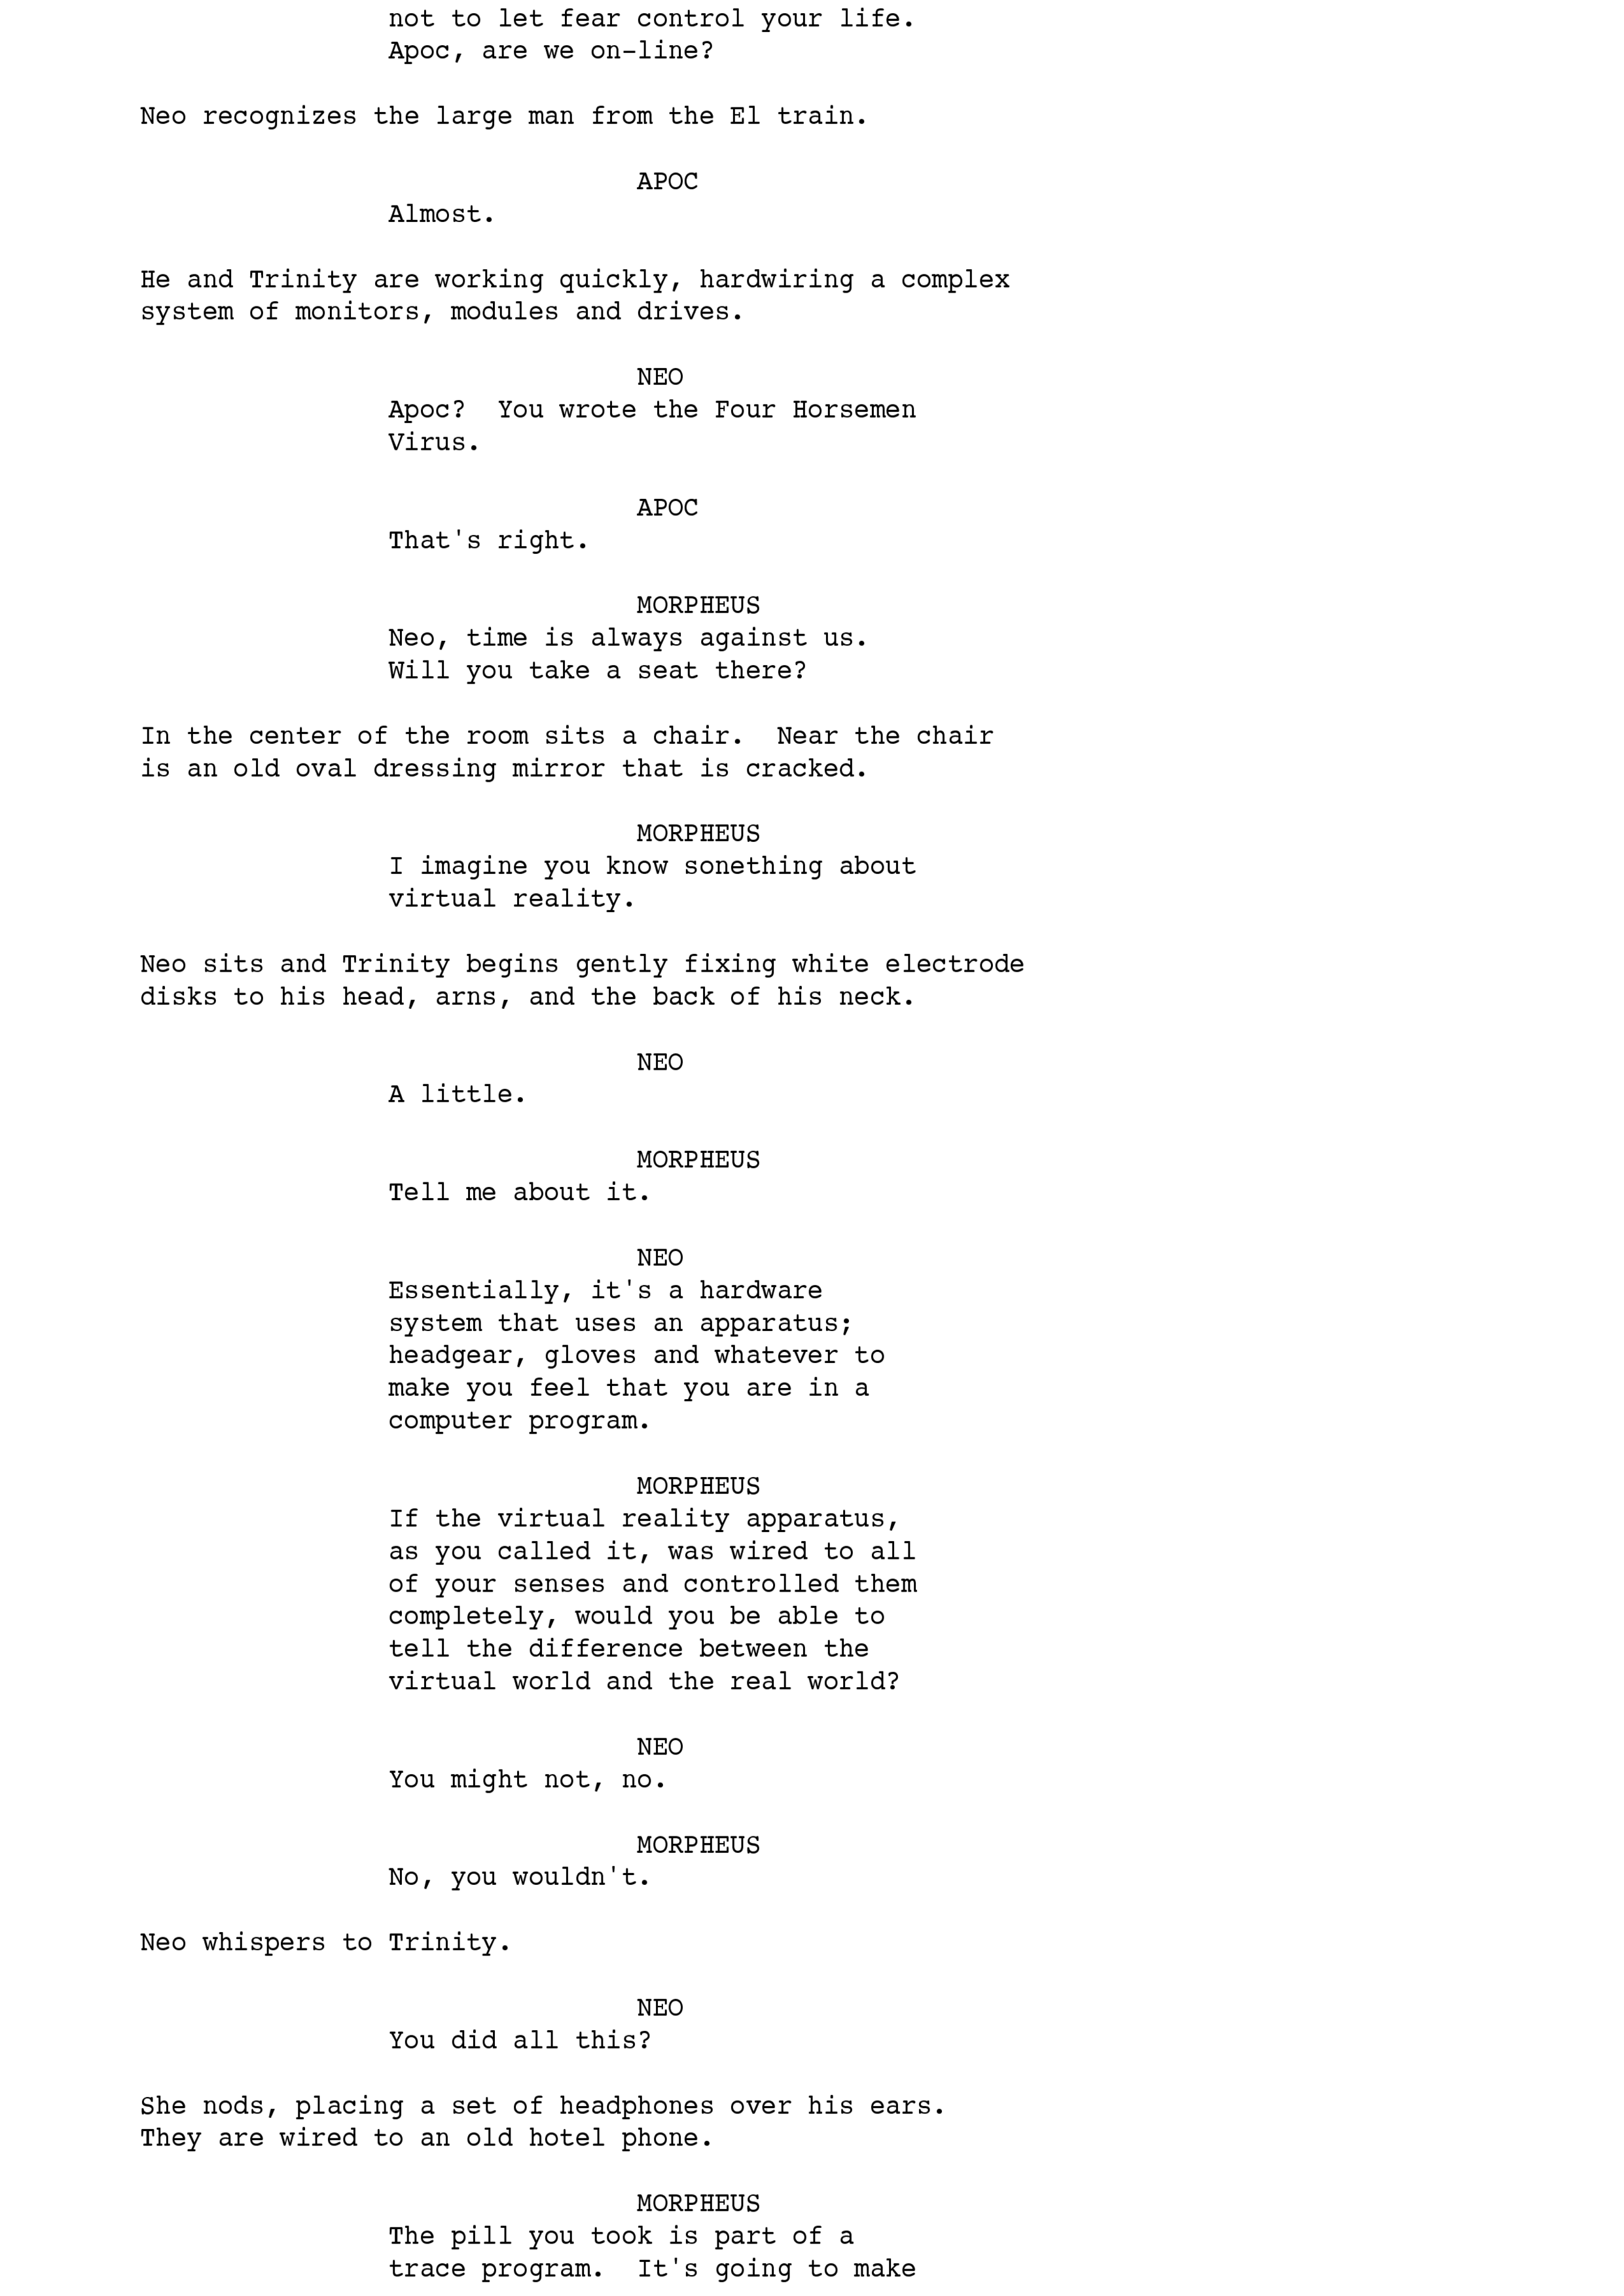 not to let fear control your life.
Apoc, are we on-line?
Neo recognizes the large man from the El train.
APOC
Almost.
He and Trinity are working quickly, hardwiring a complex
system of monitors, modules and drives.
NEO
Apoc?  You wrote the Four Horsemen
Virus.
APOC
That's right.
MORPHEUS
Neo, time is always against us.
Will you take a seat there?
In the center of the room sits a chair.  Near the chair
is an old oval dressing mirror that is cracked.
MORPHEUS
I imagine you know sonething about
virtual reality.
Neo sits and Trinity begins gently fixing white electrode
disks to his head, arns, and the back of his neck.
NEO
A little.
MORPHEUS
Tell me about it.
NEO
Essentially, it's a hardware
system that uses an apparatus;
headgear, gloves and whatever to
make you feel that you are in a
computer program.
MORPHEUS
If the virtual reality apparatus,
as you called it, was wired to all
of your senses and controlled them
completely, would you be able to
tell the difference between the
virtual world and the real world?
NEO
You might not, no.
MORPHEUS
No, you wouldn't.
Neo whispers to Trinity.
NEO
You did all this?
She nods, placing a set of headphones over his ears.
They are wired to an old hotel phone.
MORPHEUS
The pill you took is part of a
trace program.  It's going to make